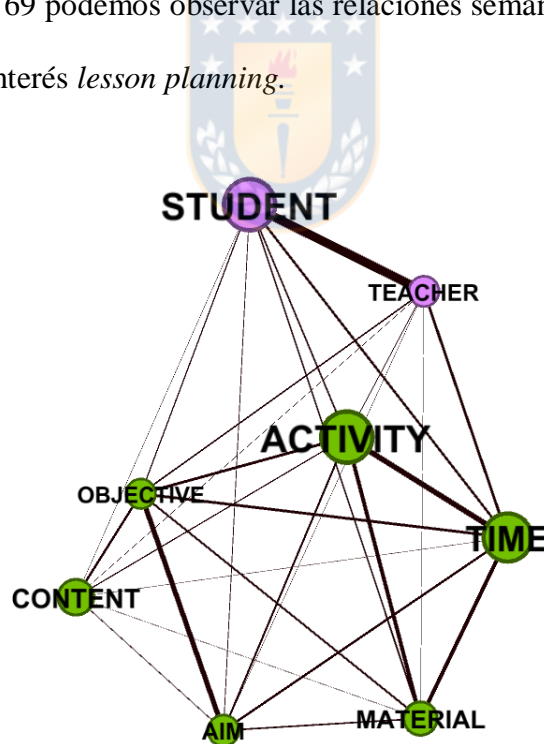 69 podemos observar las relaciones semán
nterés lesson planning.
STUDENT
TEACHER
ACTIVITY
OBJECTIVE
TIME
CONTENT
MATERIAL
AIM